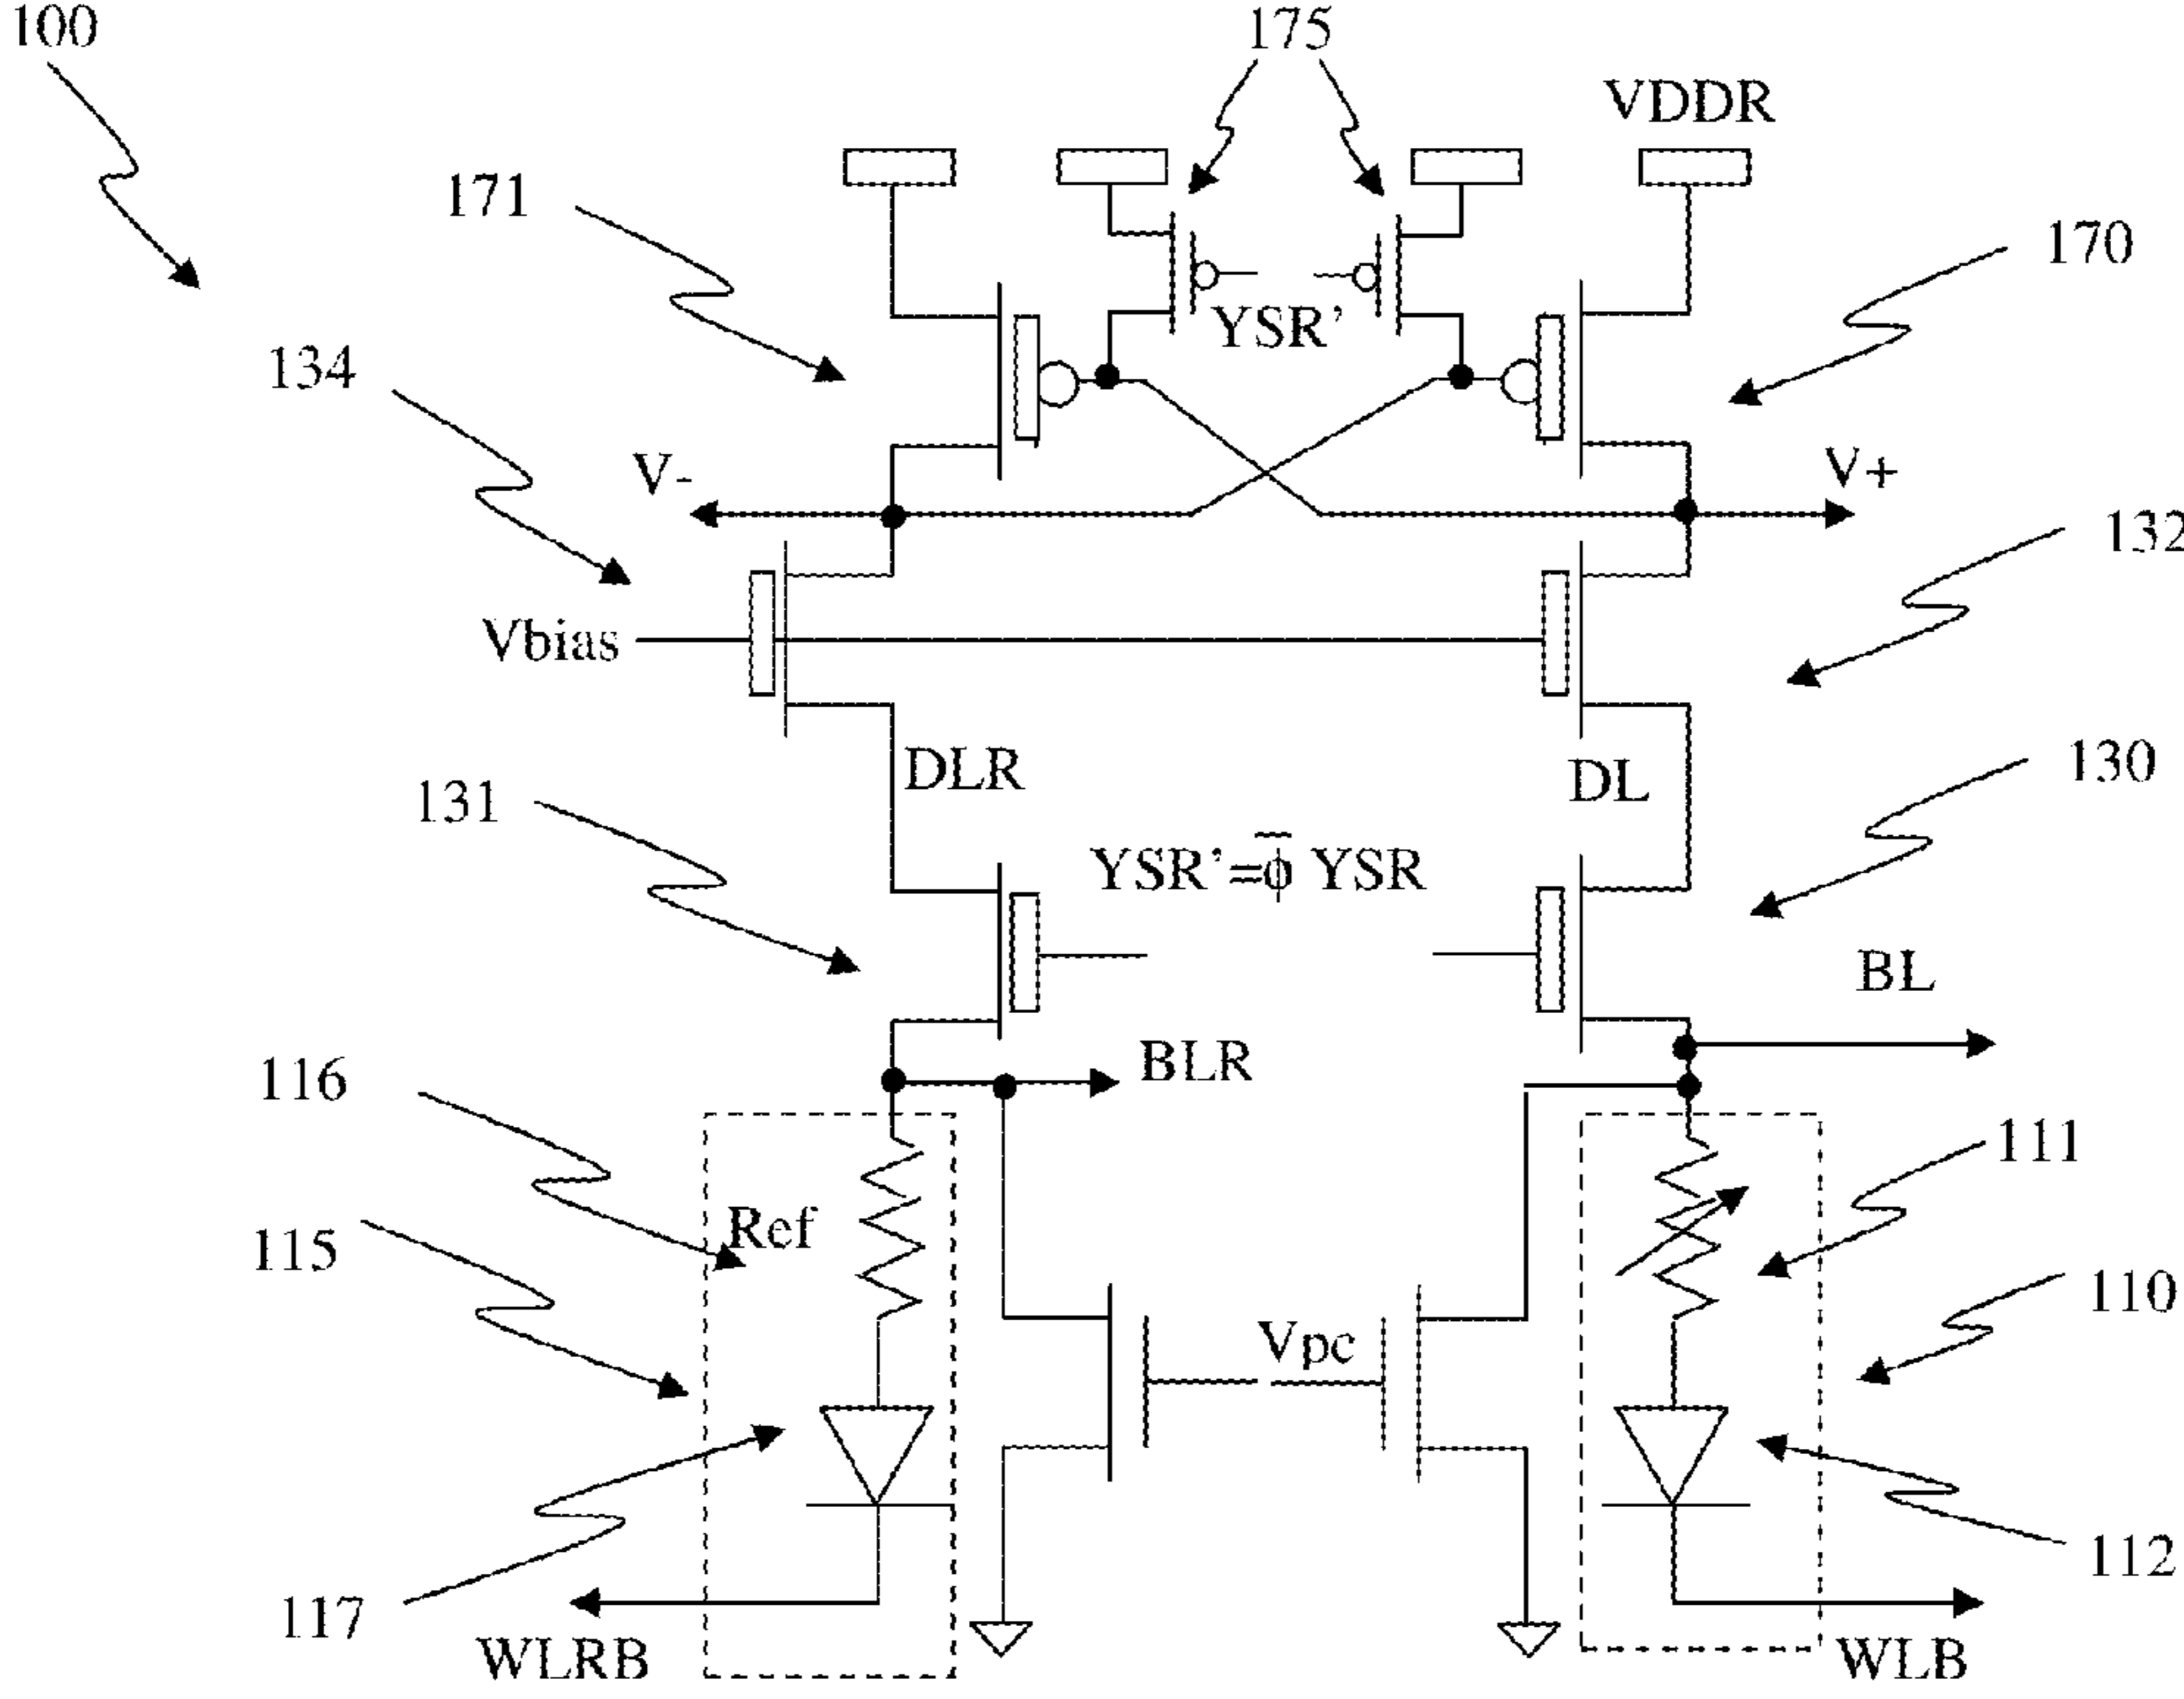 100
175
VDDR
171
170
YSR'
134
V-
V+
132
Vbias
DLR
DL
130
131
YSR'=φ̅ YSR
BL
BLR
116
111
Ref
115
110
Vpc
117
112
WLRB
WLB